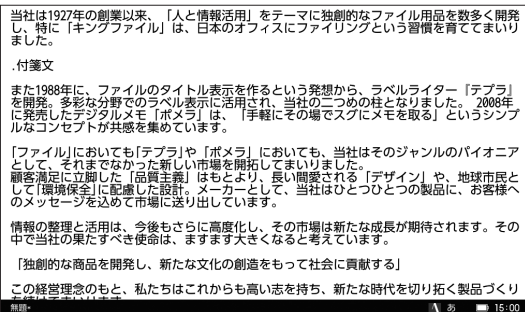 当社は1927年の創業以来、「人と情報活用」をテーマに独創的なファイル用品を数多く開発
し、特に「キングファイル」は、日本のオフィスにファイリングという習慣を育ててまいり
ました。
.付箋文
また1988年に、ファイルのタイトル表示を作るという発想から、ラベルライター『テプラ』
を開発。多彩な分野でのラベル表示に活用され、当社の二つめの柱となりました。 2008年
に発売したデジタルメモ「ポメラ」は、「手軽にその場でスグにメモを取る」というシンプ
ルなコンセプトが共感を集めています。
「ファイル」においても「テプラ」や「ポメラ」においても、当社はそのジャンルのパイオニア
として、それまでなかった新しい市場を開拓してまいりました。
顧客満足に立脚した「品質主義」はもとより、長い間愛される「デザイン」や、地球市民と
して「環境保全」に配慮した設計。メーカーとして、当社はひとつひとつの製品に、お客様へ
のメッセージを込めて市場に送り出しています。
情報の整理と活用は、今後もさらに高度化し、その市場は新たな成長が期待されます。その
中で当社の果たすべき使命は、ますます大きくなると考えています。
「独創的な商品を開発し、新たな文化の創造をもって社会に貢献する」
この経営理念のもと、私たちはこれからも高い志を持ち、新たな時代を切り拓く製品づくり
無題* あ 15:00